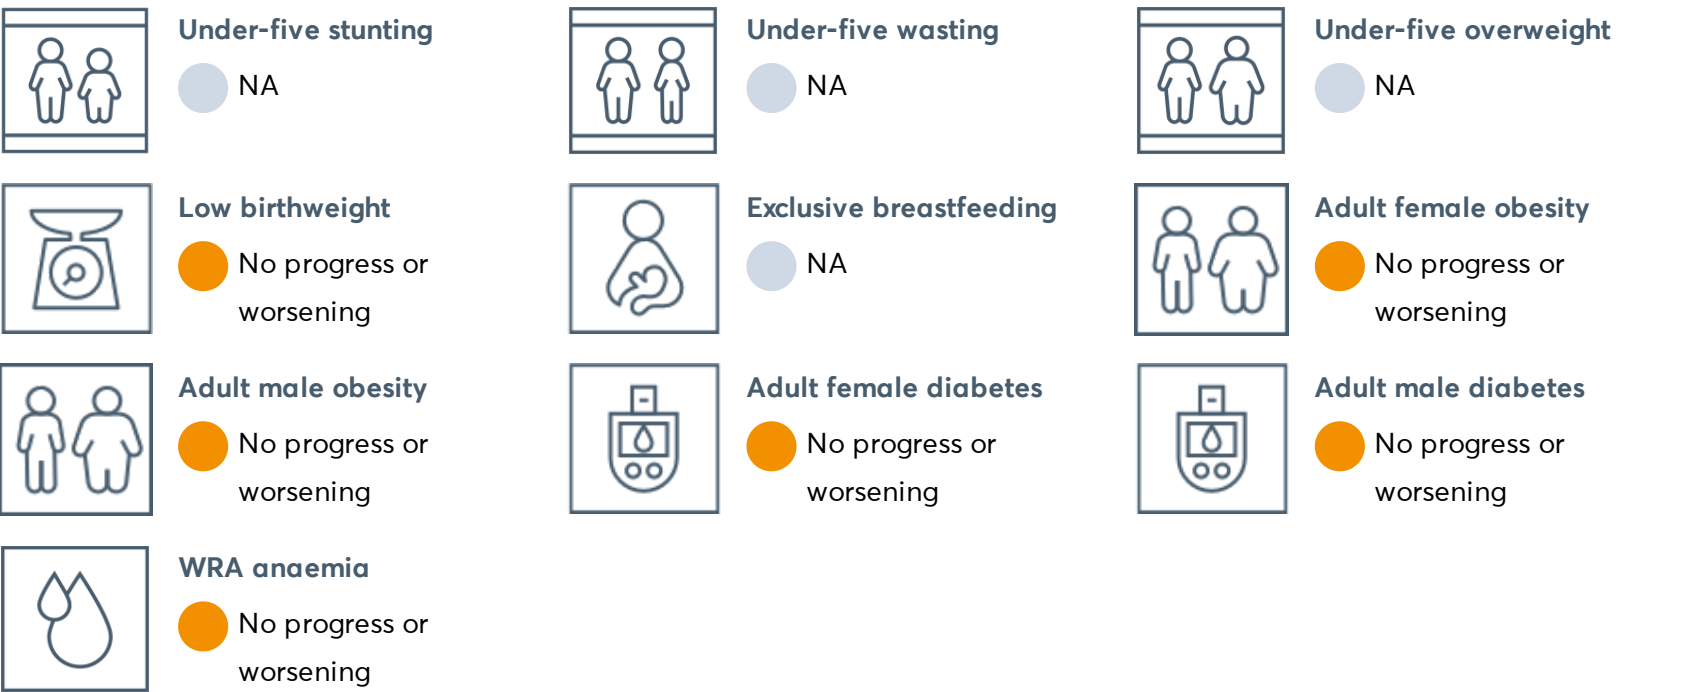 Under-five stunting
NA
Under-five wasting
NA
Under-five overweight
NA
Low birthweight
No progress or
worsening
Exclusive breastfeeding
NA
Adult female obesity
No progress or
worsening
Adult male obesity
No progress or
worsening
Adult female diabetes
No progress or
worsening
Adult male diabetes
No progress or
worsening
WRA anaemia
No progress or
worsening